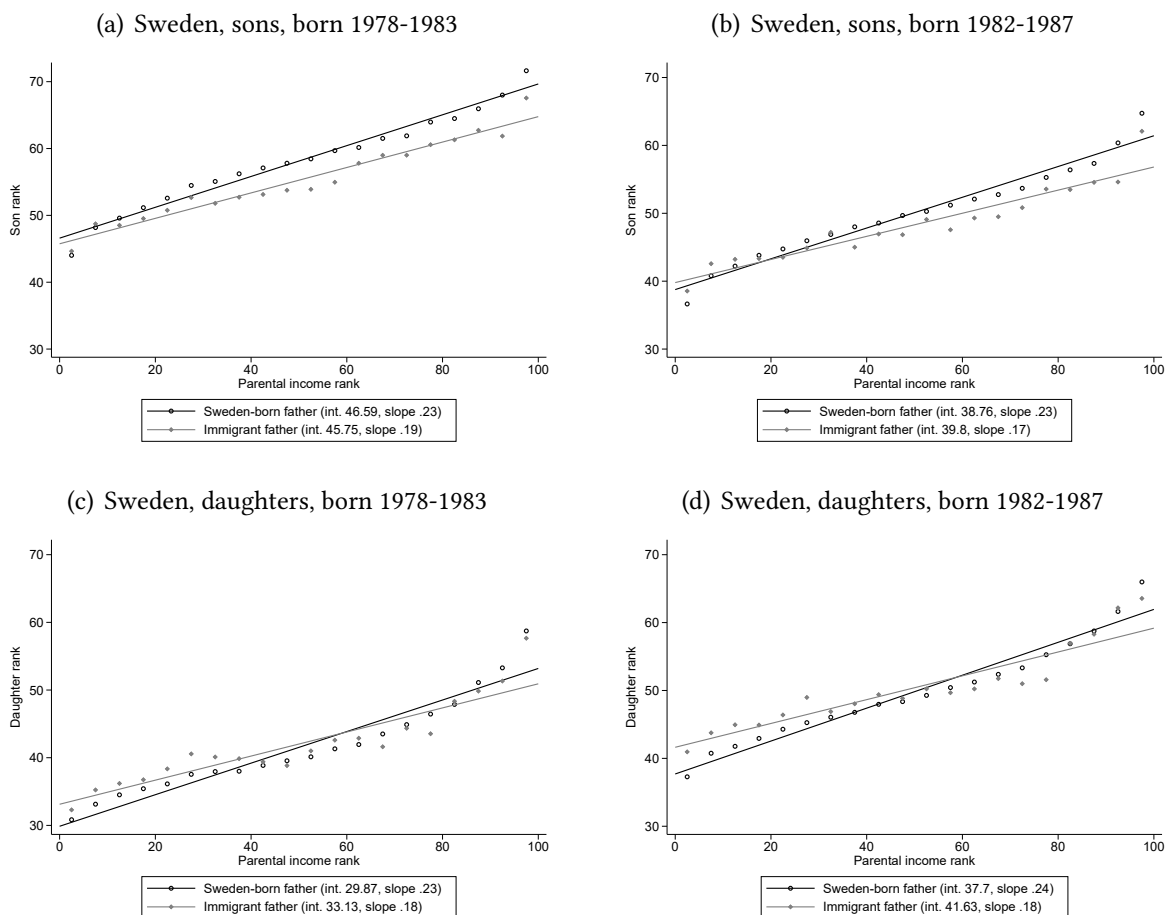 (a) Sweden, sons, born 1978-1983
70
60
50
40
30
Son rank
0 20 40 60 80 100
Parental income rank
Sweden-born father (int. 46.59, slope .23)
Immigrant father (int. 45.75, slope .19)
(b) Sweden, sons, born 1982-1987
70
60
50
40
30
Son rank
0 20 40 60 80 100
Parental income rank
Sweden-born father (int. 38.76, slope .23)
Immigrant father (int. 39.8, slope .17)
(c) Sweden, daughters, born 1978-1983
70
60
50
40
30
Daughter rank
0 20 40 60 80 100
Parental income rank
Sweden-born father (int. 29.87, slope .23)
Immigrant father (int. 33.13, slope .18)
(d) Sweden, daughters, born 1982-1987
70
60
50
40
30
Daughter rank
0 20 40 60 80 100
Parental income rank
Sweden-born father (int. 37.7, slope .24)
Immigrant father (int. 41.63, slope .18)